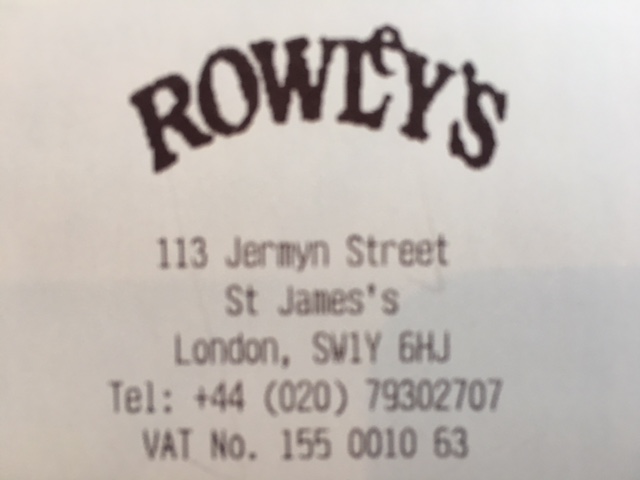 ROWLeY'S
113 Jermyn Street
St James's
London, SW1Y 6HJ
Tel: +44 (020) 79302707
VAT No. 155 0010 63